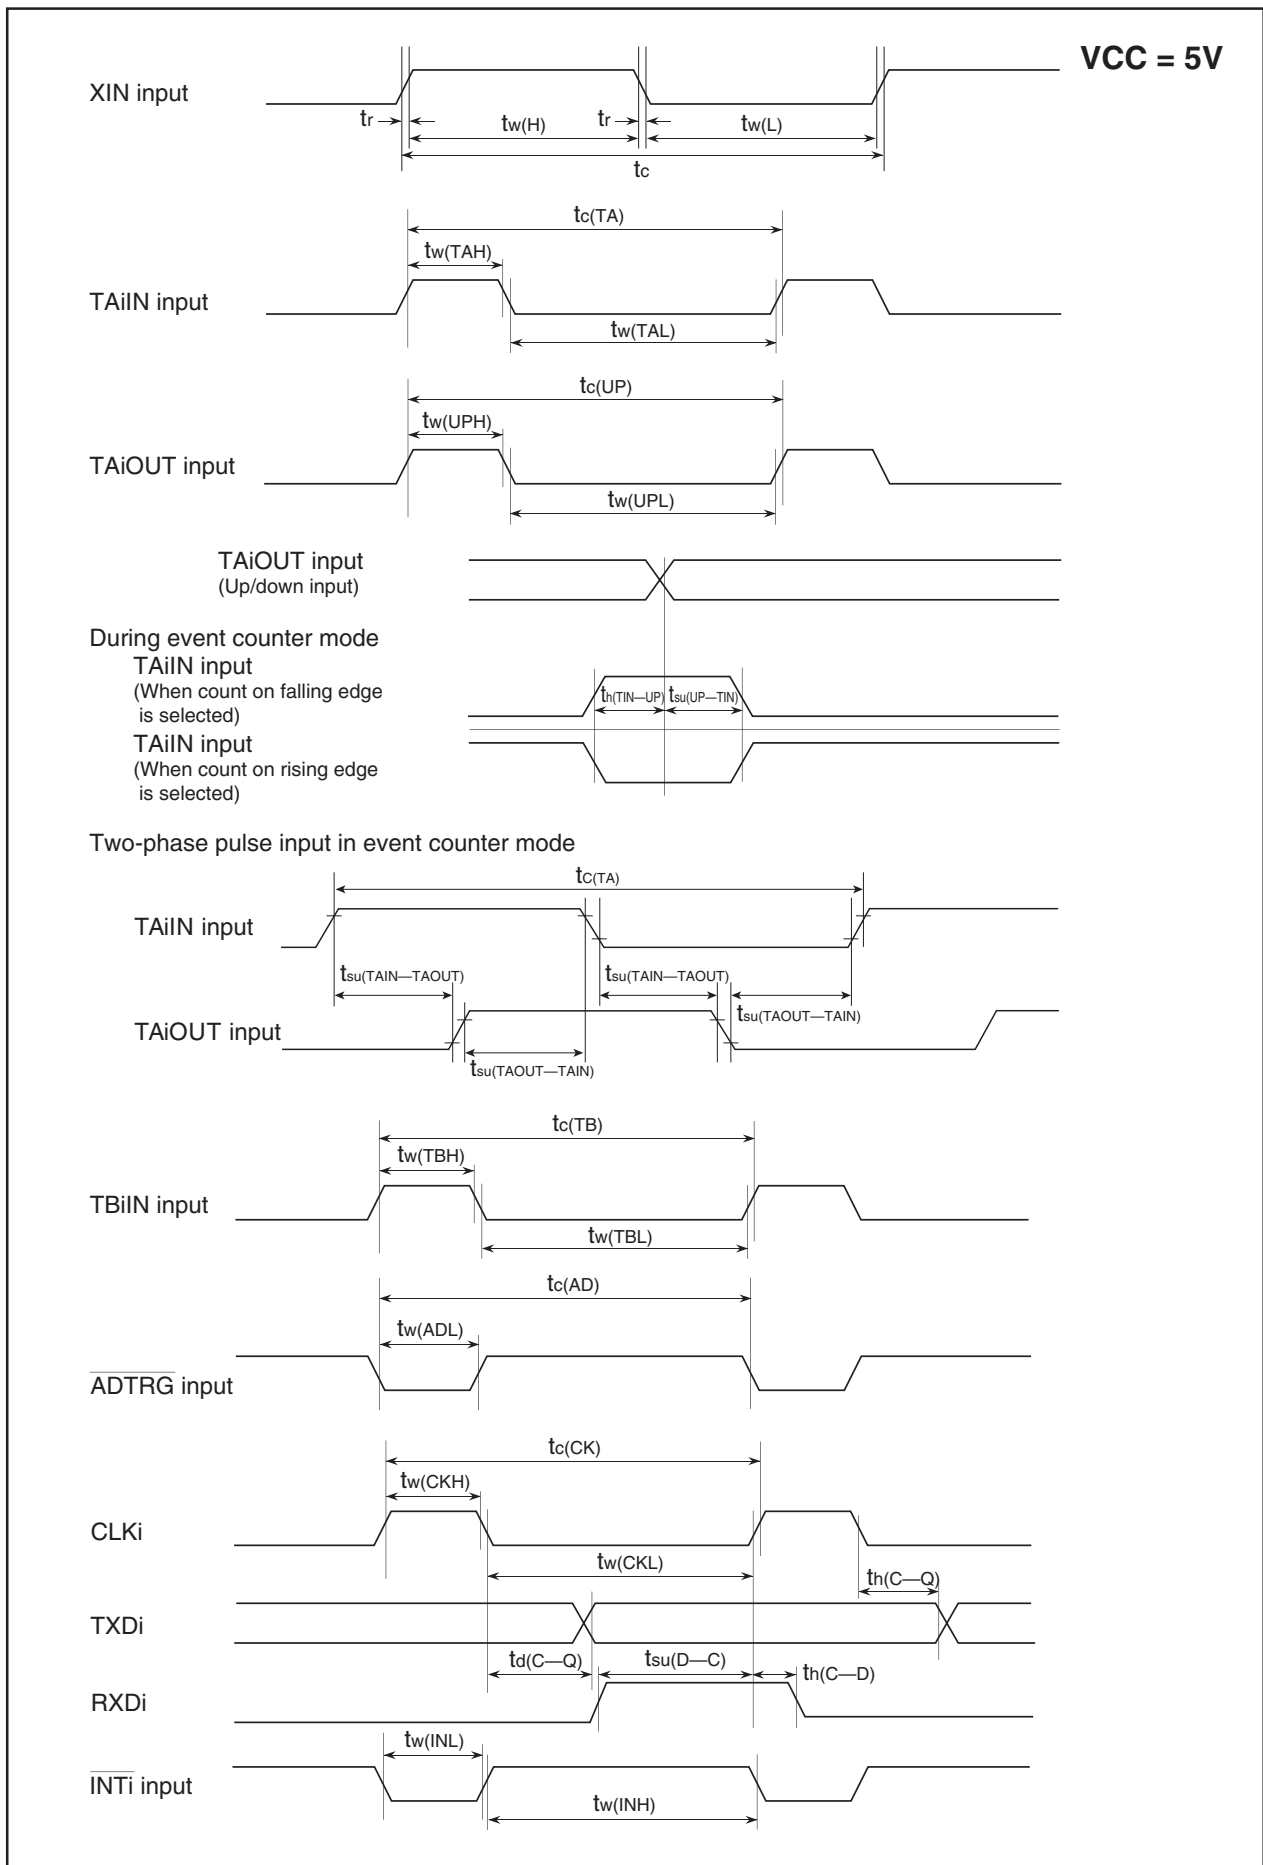 VCC = 5V
XIN input
tr
tw(H)
tr
tw(L)
tc
tc(TA)
tw(TAH)
TAiIN input
tw(TAL)
tc(UP)
tw(UPH)
TAiOUT input
tw(UPL)
TAiOUT input
(Up/down input)
During event counter mode
TAiIN input
(When count on falling edge
is selected)
th(TIN—UP)
tsu(UP—TIN)
TAiIN input
(When count on rising edge
is selected)
Two-phase pulse input in event counter mode
tC(TA)
TAiIN input
tsu(TAIN—TAOUT)
tsu(TAIN—TAOUT)
tsu(TAOUT—TAIN)
TAiOUT input
tsu(TAOUT—TAIN)
tc(TB)
tw(TBH)
TBiIN input
tw(TBL)
tc(AD)
tw(ADL)
ADTRG input
tc(CK)
tw(CKH)
CLKi
tw(CKL)
th(C—Q)
TXDi
td(C—Q)
tsu(D—C)
th(C—D)
RXDi
tw(INL)
INTi input
tw(INH)